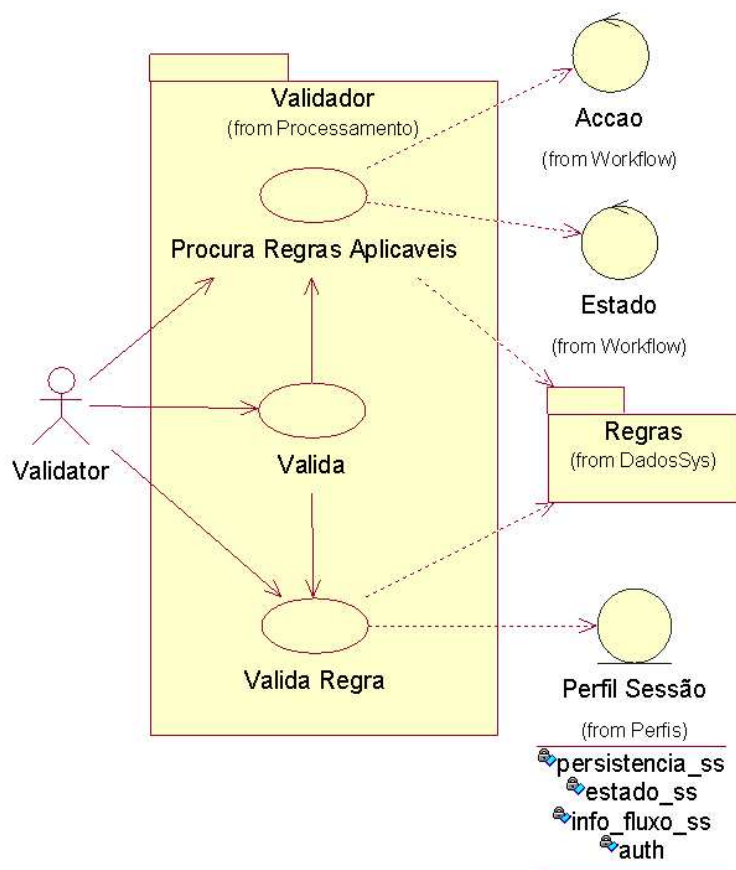 Validador
(from Processamento)
Accao
(from Workflow)
Procura Regras Aplicaveis
Estado
(from Workflow)
Regras
(from DadosSys)
Validator
Valida
Valida Regra
Perfil Sessão
(from Perfis)
persistencia_ss
estado_ss
info_fluxo_ss
auth